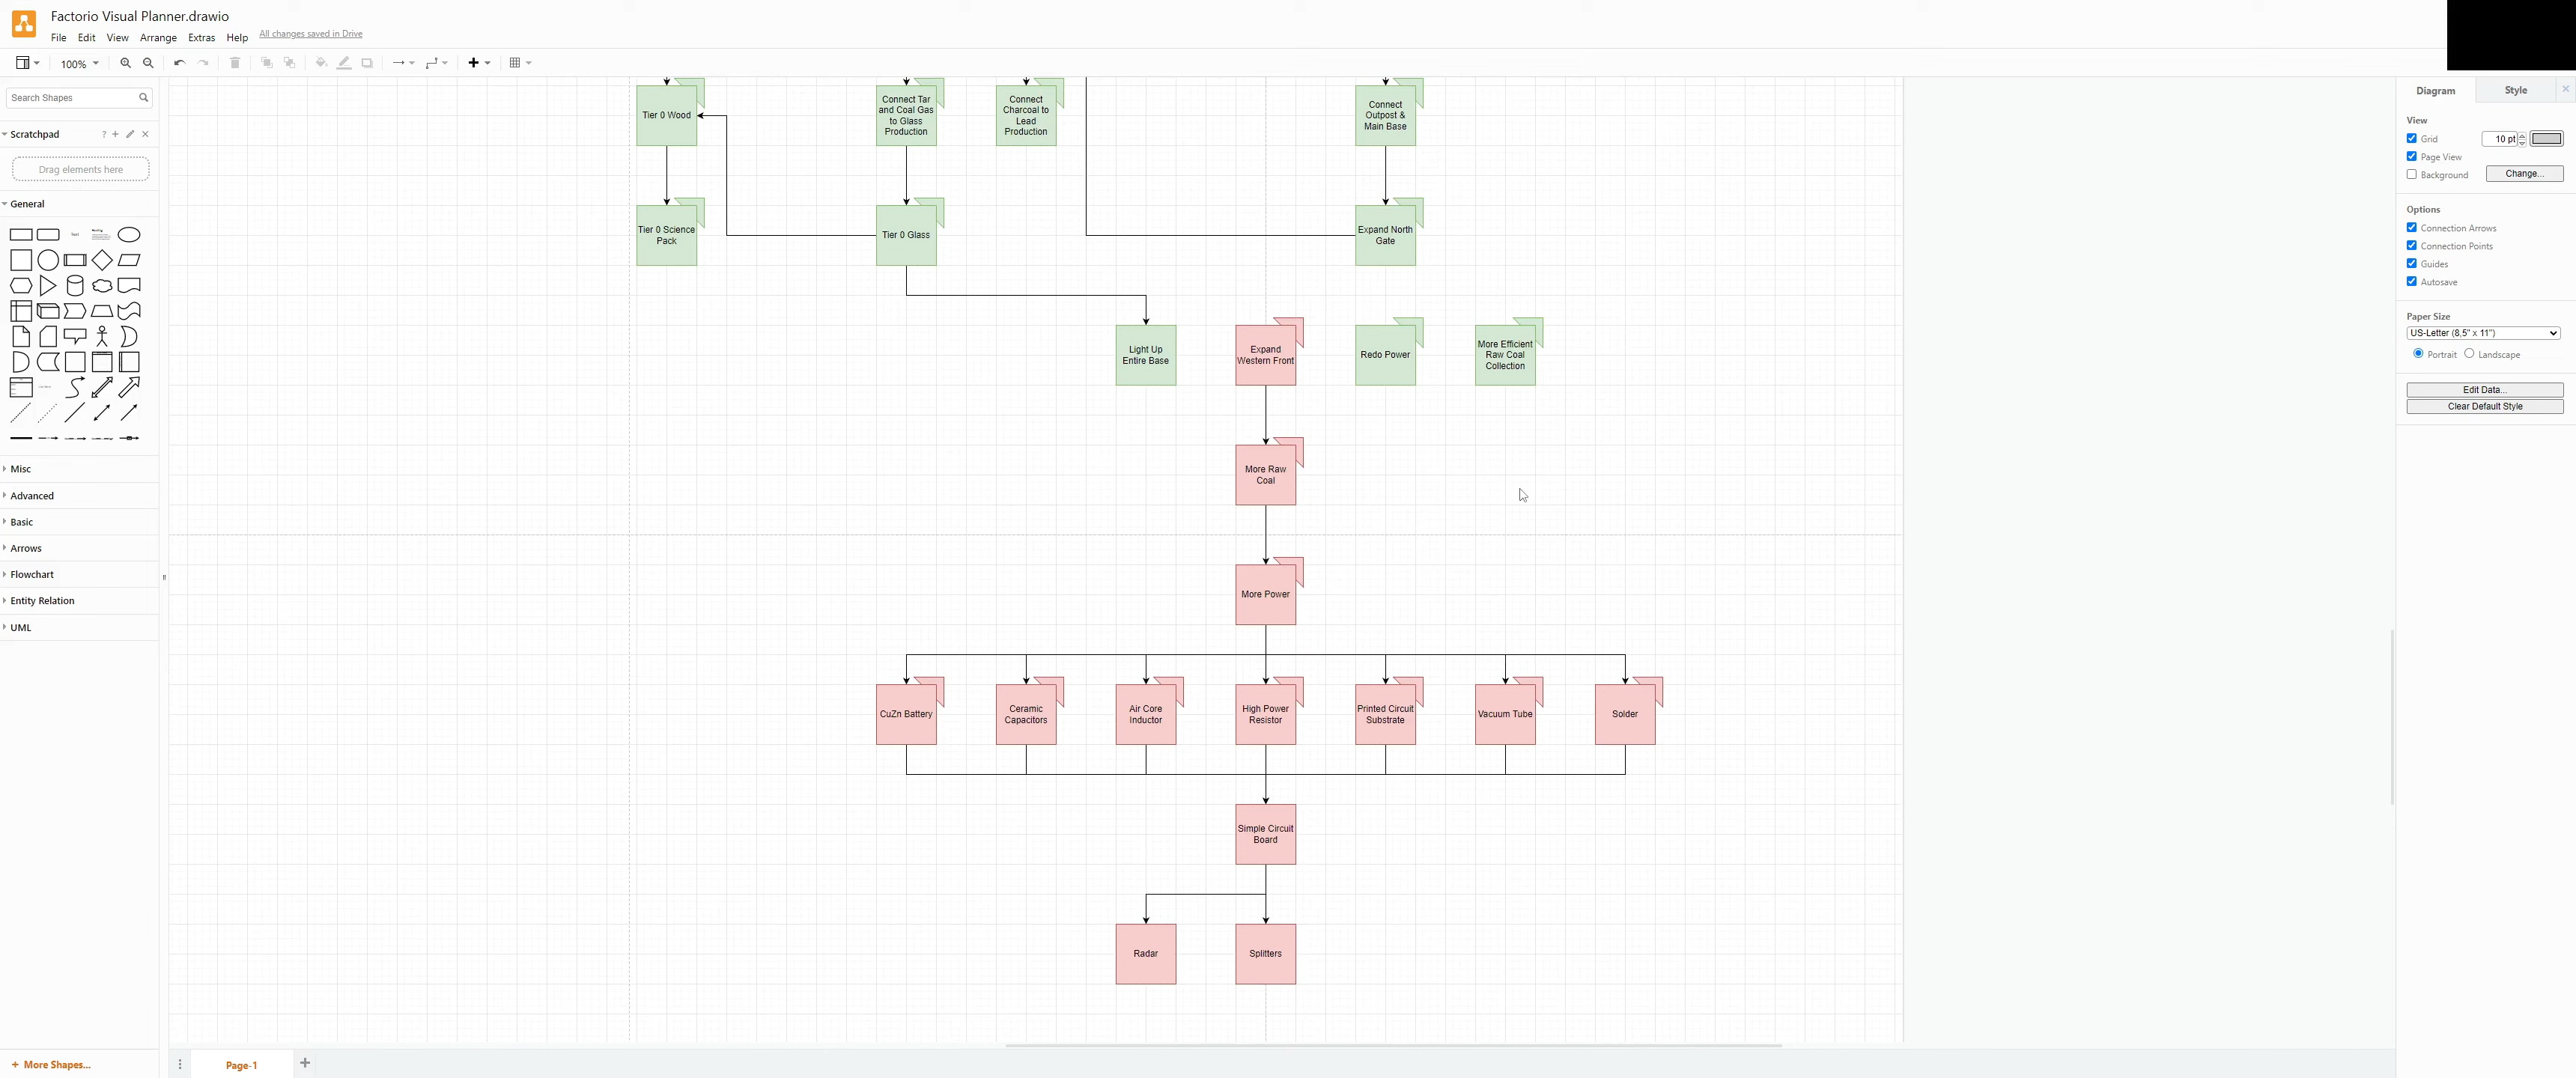 Factorio Visual Planner.drawio
File Edit View Arrange Extras Help All changes saved in Drive
100%
Search Shapes
Scratchpad
?
Drag elements here
General
Misc
Advanced
Basic
Arrows
Flowchart
Entity Relation
UML
+ More Shapes...
Tier 0 Wood
Connect Tar
and Coal Gas
to Glass
Production
Connect
Charcoal to
Lead
Production
Connect
Outpost &
Main Base
Tier 0 Science
Pack
Tier 0 Glass
Expand North
Gate
Light Up
Entire Base
Expand
Western Front
Redo Power
More Efficient
Raw Coal
Collection
More Raw
Coal
More Power
CuZn Battery
Ceramic
Capacitors
Air Core
Inductor
High Power
Resistor
Printed Circuit
Substrate
Vacuum Tube
Solder
Simple Circuit
Board
Radar
Splitters
Page-1
Diagram Style
View
Grid 10 pt
Page View
Background Change...
Options
Connection Arrows
Connection Points
Guides
Autosave
Paper Size
US-Letter (8,5" x 11")
Portrait Landscape
Edit Data...
Clear Default Style